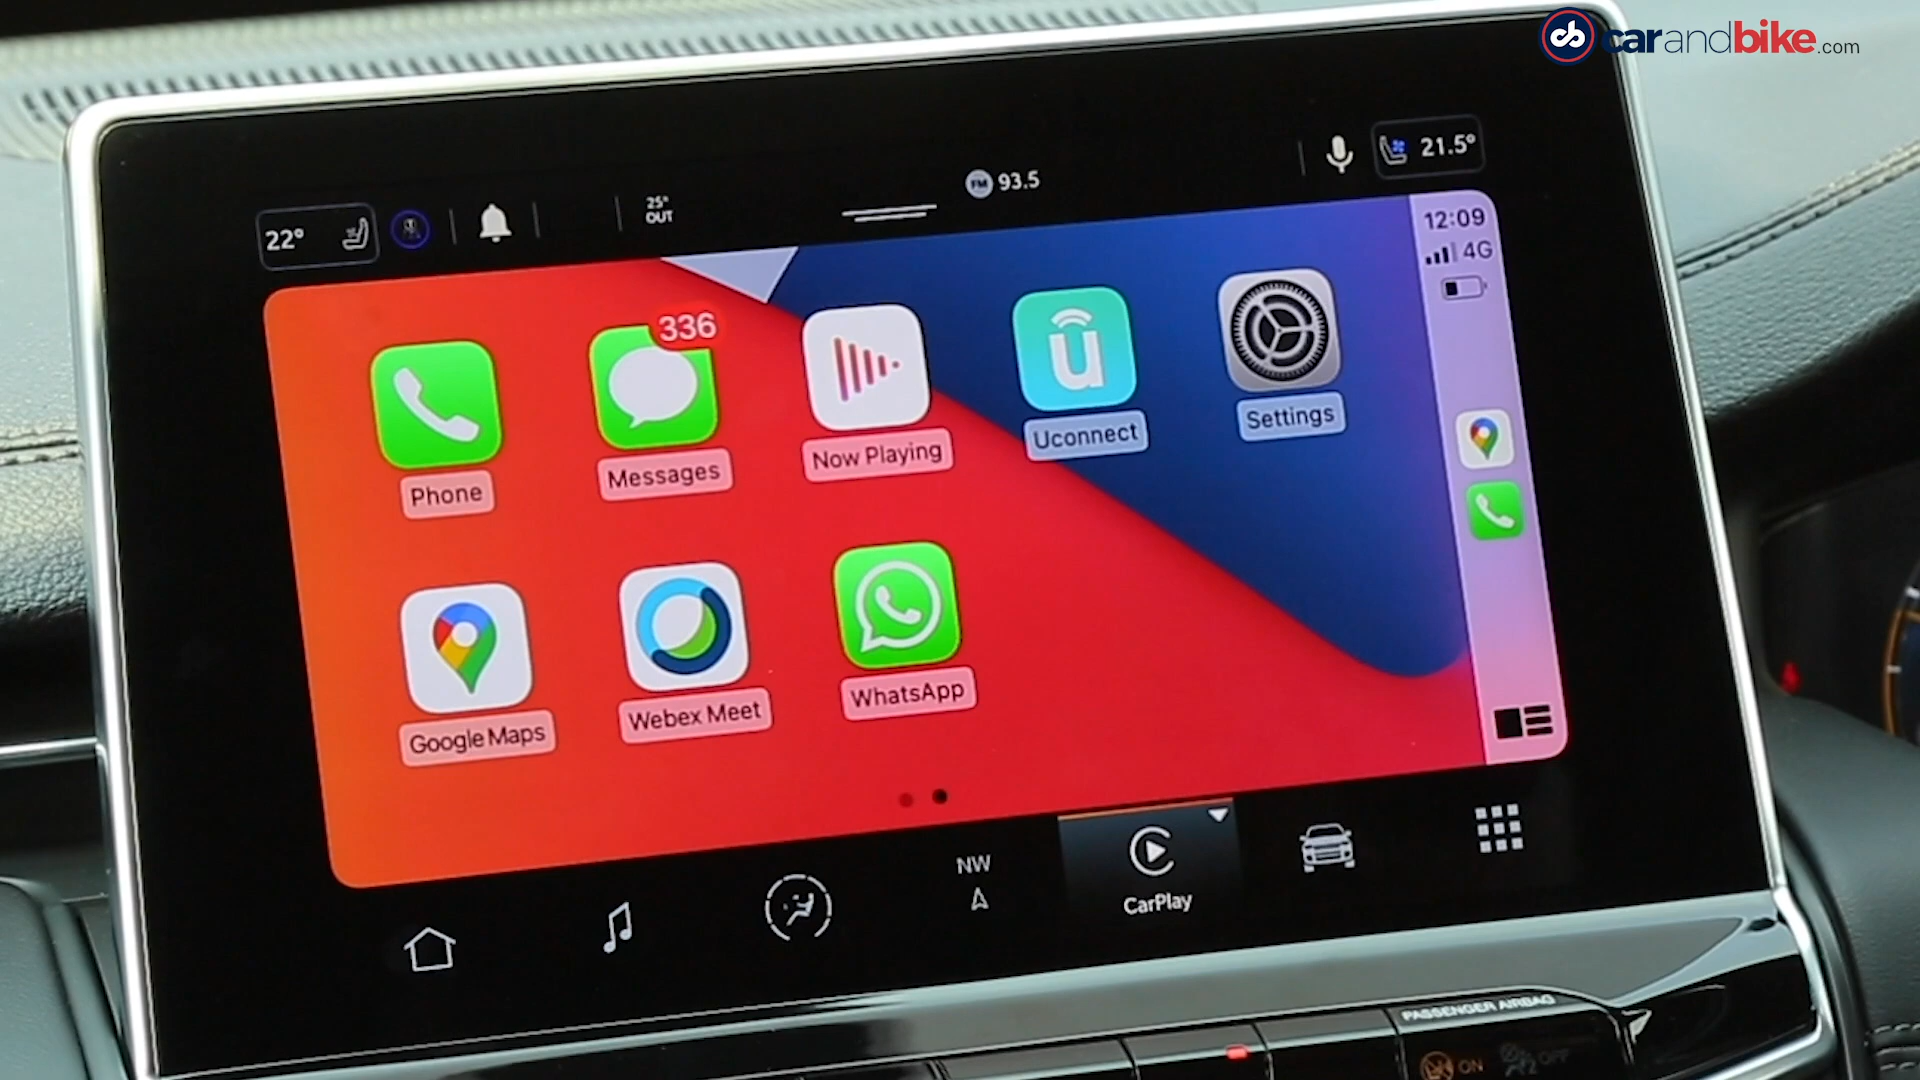 carandbike.com
22°
25°
OUT
FM 93.5
21.5°
12:09
4G
336
Phone
Messages
Now Playing
u
Uconnect
Settings
Google Maps
Webex Meet
WhatsApp
NW
CarPlay
PASSENGER AIRBAG
ON
OFF